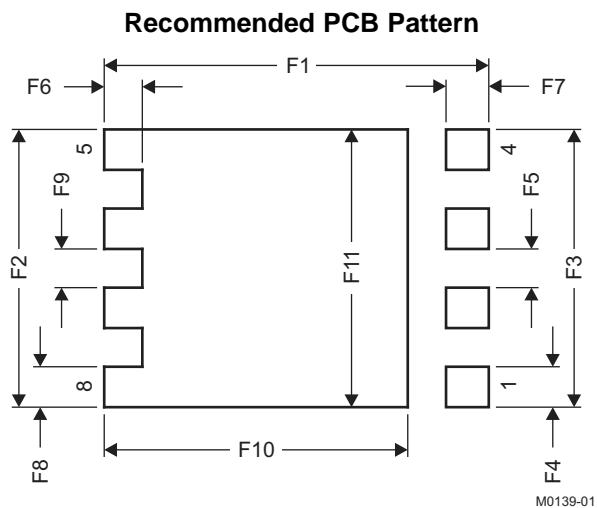 Recommended PCB Pattern
F1
F6
F7
5
4
F9
F5
F2
F11
F3
8
1
F10
F8
F4
M0139-01